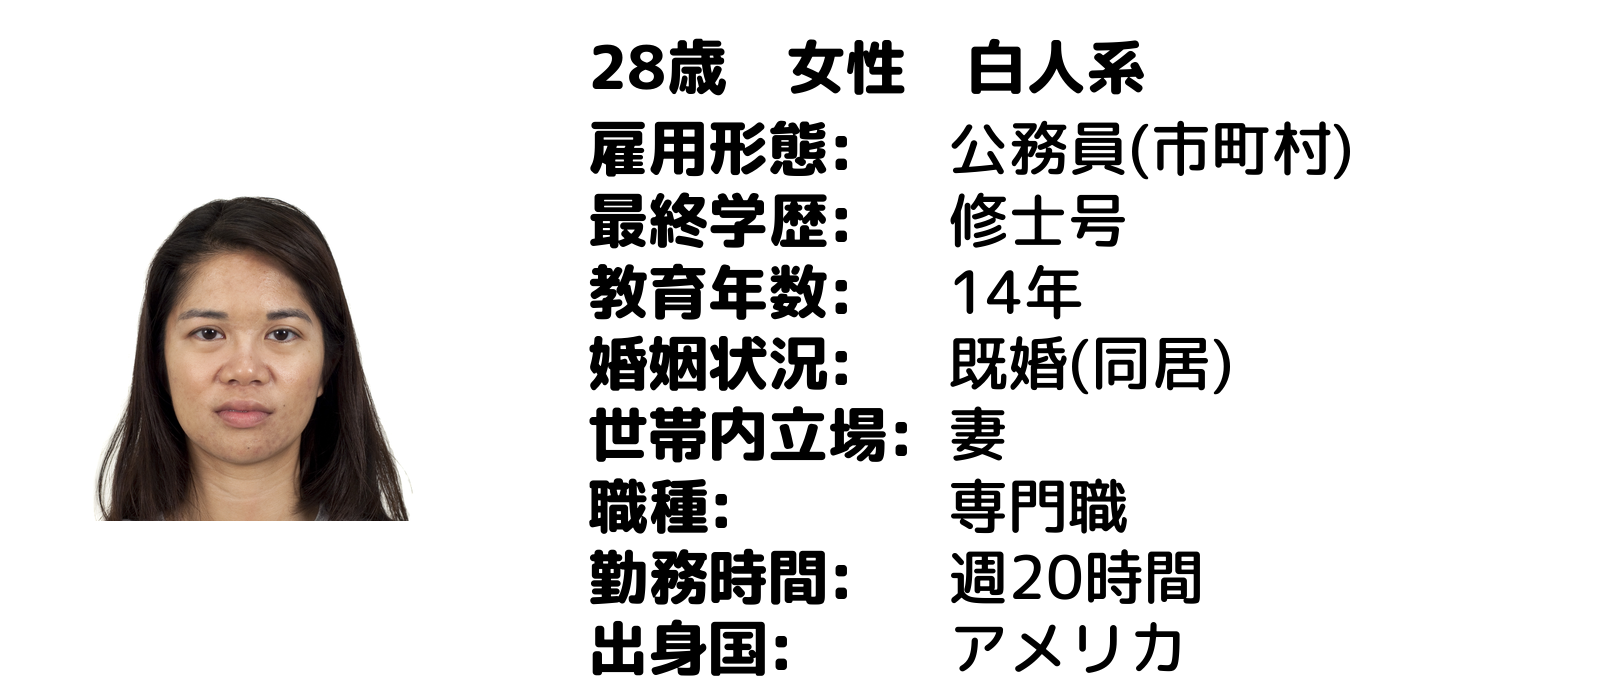 28歳　女性　白人系
雇用形態:　公務員(市町村)
最終学歴:　修士号
教育年数:　14年
婚姻状況:　既婚(同居)
世帯内立場:　妻
職種:　専門職
勤務時間:　週20時間
出身国:　アメリカ